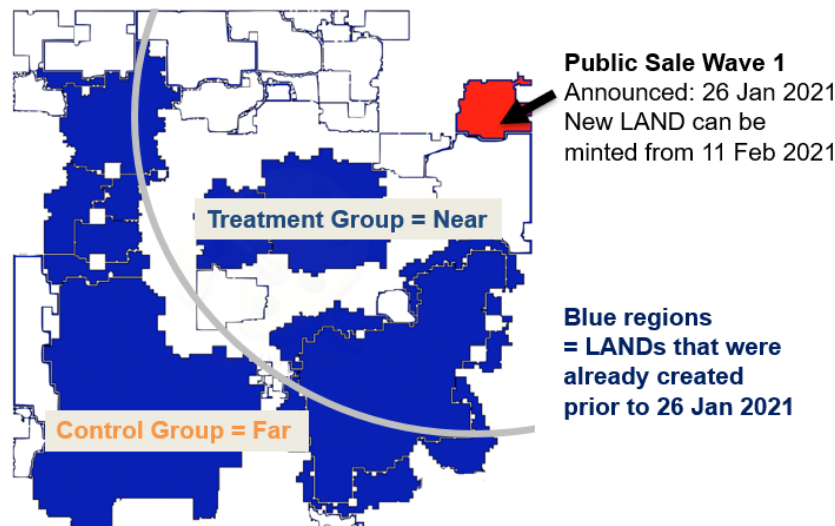 Public Sale Wave 1
Announced: 26 Jan 2021
New LAND can be
minted from 11 Feb 2021
Treatment Group = Near
Blue regions
= LANDs that were
already created
prior to 26 Jan 2021
Control Group = Far